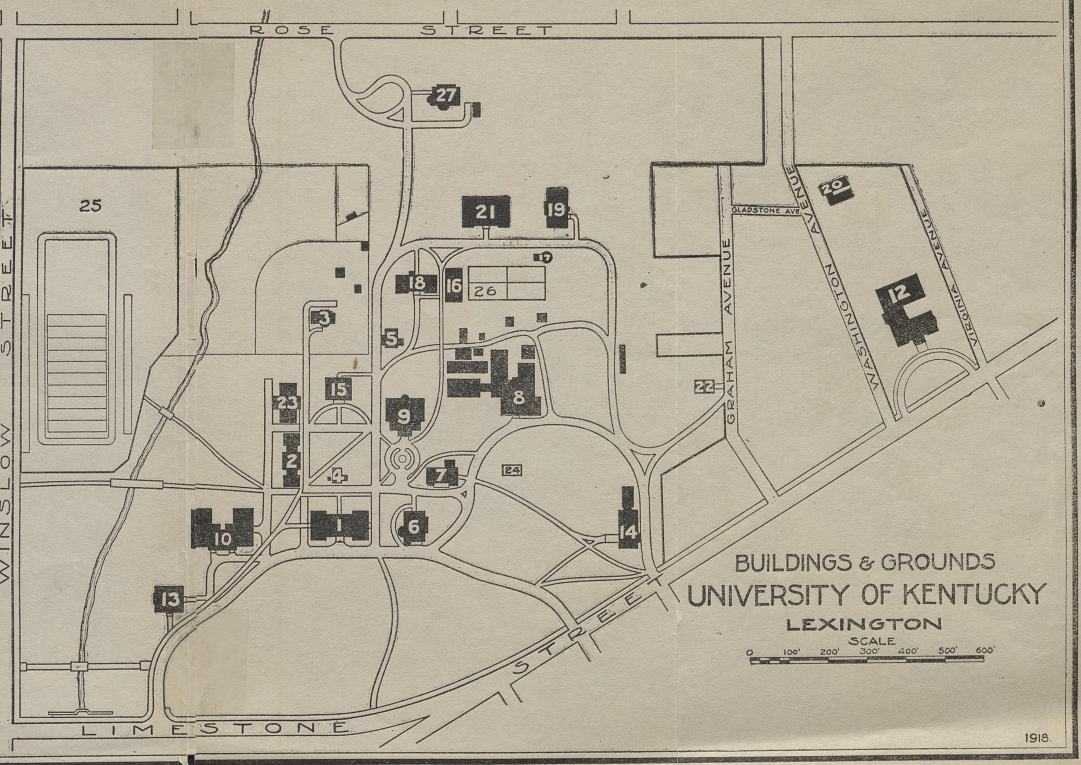 ROSE STREET
27
25
21
19
20
GLADSTONE AVE
WASHINGTON AVENUE
VIRGINIA AVENUE
GRAHAM AVENUE
WINSLOW STREET
17
18
16
26
12
3
5
15
22
23
9
8
2
4
7
24
10
1
6
14
13
BUILDINGS & GROUNDS
UNIVERSITY OF KENTUCKY
LEXINGTON
SCALE
0 100' 200' 300' 400' 500' 600'
LIMESTONE STREET
1918.